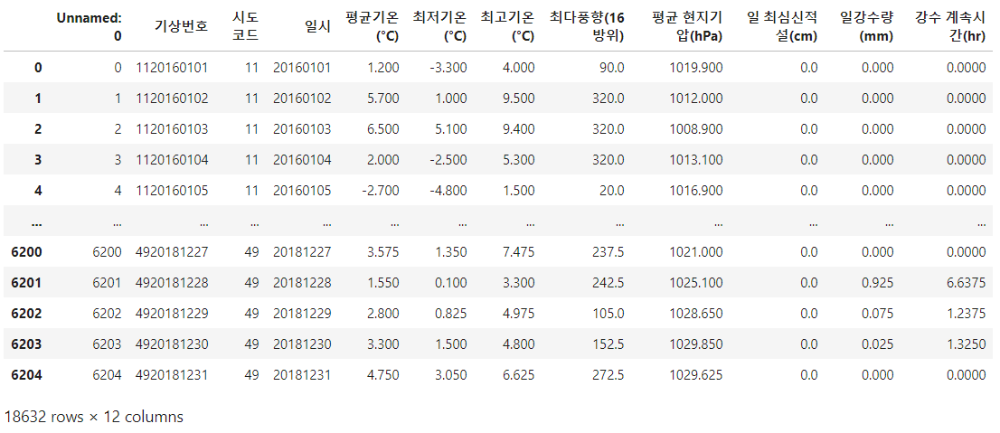 Unnamed: 0 기상번호 시도코드 일시 평균기온(°C) 최저기온(°C) 최고기온(°C) 최다풍향(16방위) 평균 현지기압(hPa) 일 최심신적설(cm) 일강수량(mm) 강수 계속시간(hr)
0 0 1120160101 11 20160101 1.200 -3.300 4.000 90.0 1019.900 0.0 0.000 0.0000
1 1 1120160102 11 20160102 5.700 1.000 9.500 320.0 1012.000 0.0 0.000 0.0000
2 2 1120160103 11 20160103 6.500 5.100 9.400 320.0 1008.900 0.0 0.000 0.0000
3 3 1120160104 11 20160104 2.000 -2.500 5.300 320.0 1013.100 0.0 0.000 0.0000
4 4 1120160105 11 20160105 -2.700 -4.800 1.500 20.0 1016.900 0.0 0.000 0.0000
... ... ... ... ... ... ... ... ... ... ... ... ...
6200 6200 4920181227 49 20181227 3.575 1.350 7.475 237.5 1021.000 0.0 0.000 0.0000
6201 6201 4920181228 49 20181228 1.550 0.100 3.300 242.5 1025.100 0.0 0.925 6.6375
6202 6202 4920181229 49 20181229 2.800 0.825 4.975 105.0 1028.650 0.0 0.075 1.2375
6203 6203 4920181230 49 20181230 3.300 1.500 4.800 152.5 1029.850 0.0 0.025 1.3250
6204 6204 4920181231 49 20181231 4.750 3.050 6.625 272.5 1029.625 0.0 0.000 0.0000
18632 rows × 12 columns